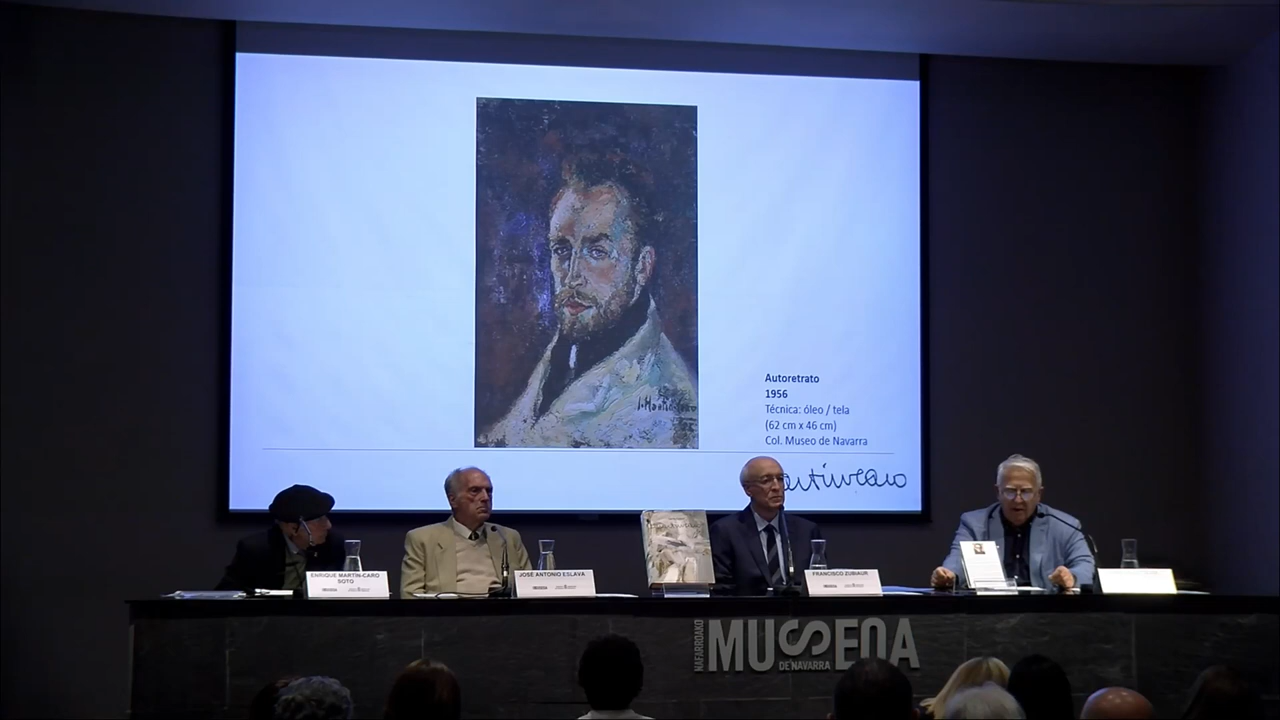 Autoretrato
1956
Técnica: óleo / tela
(62 cm x 46 cm)
Col. Museo de Navarra
ENRIQUE MARTÍN-CARO
SOTO
JOSÉ ANTONIO ESLAVA
FRANCISCO ZUBIAUR
NAFARROAKO
MUSEOA
DE NAVARRA